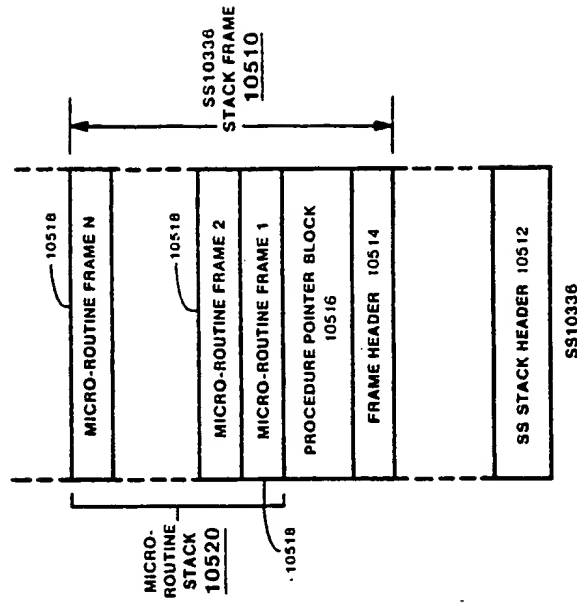 SS10336
STACK FRAME
10510
10518
MICRO-ROUTINE FRAME N
10518
MICRO-ROUTINE FRAME 2
MICRO-ROUTINE FRAME 1
PROCEDURE POINTER BLOCK
10516
FRAME HEADER 10514
SS STACK HEADER 10512
SS10336
MICRO-
ROUTINE
STACK
10520
10518